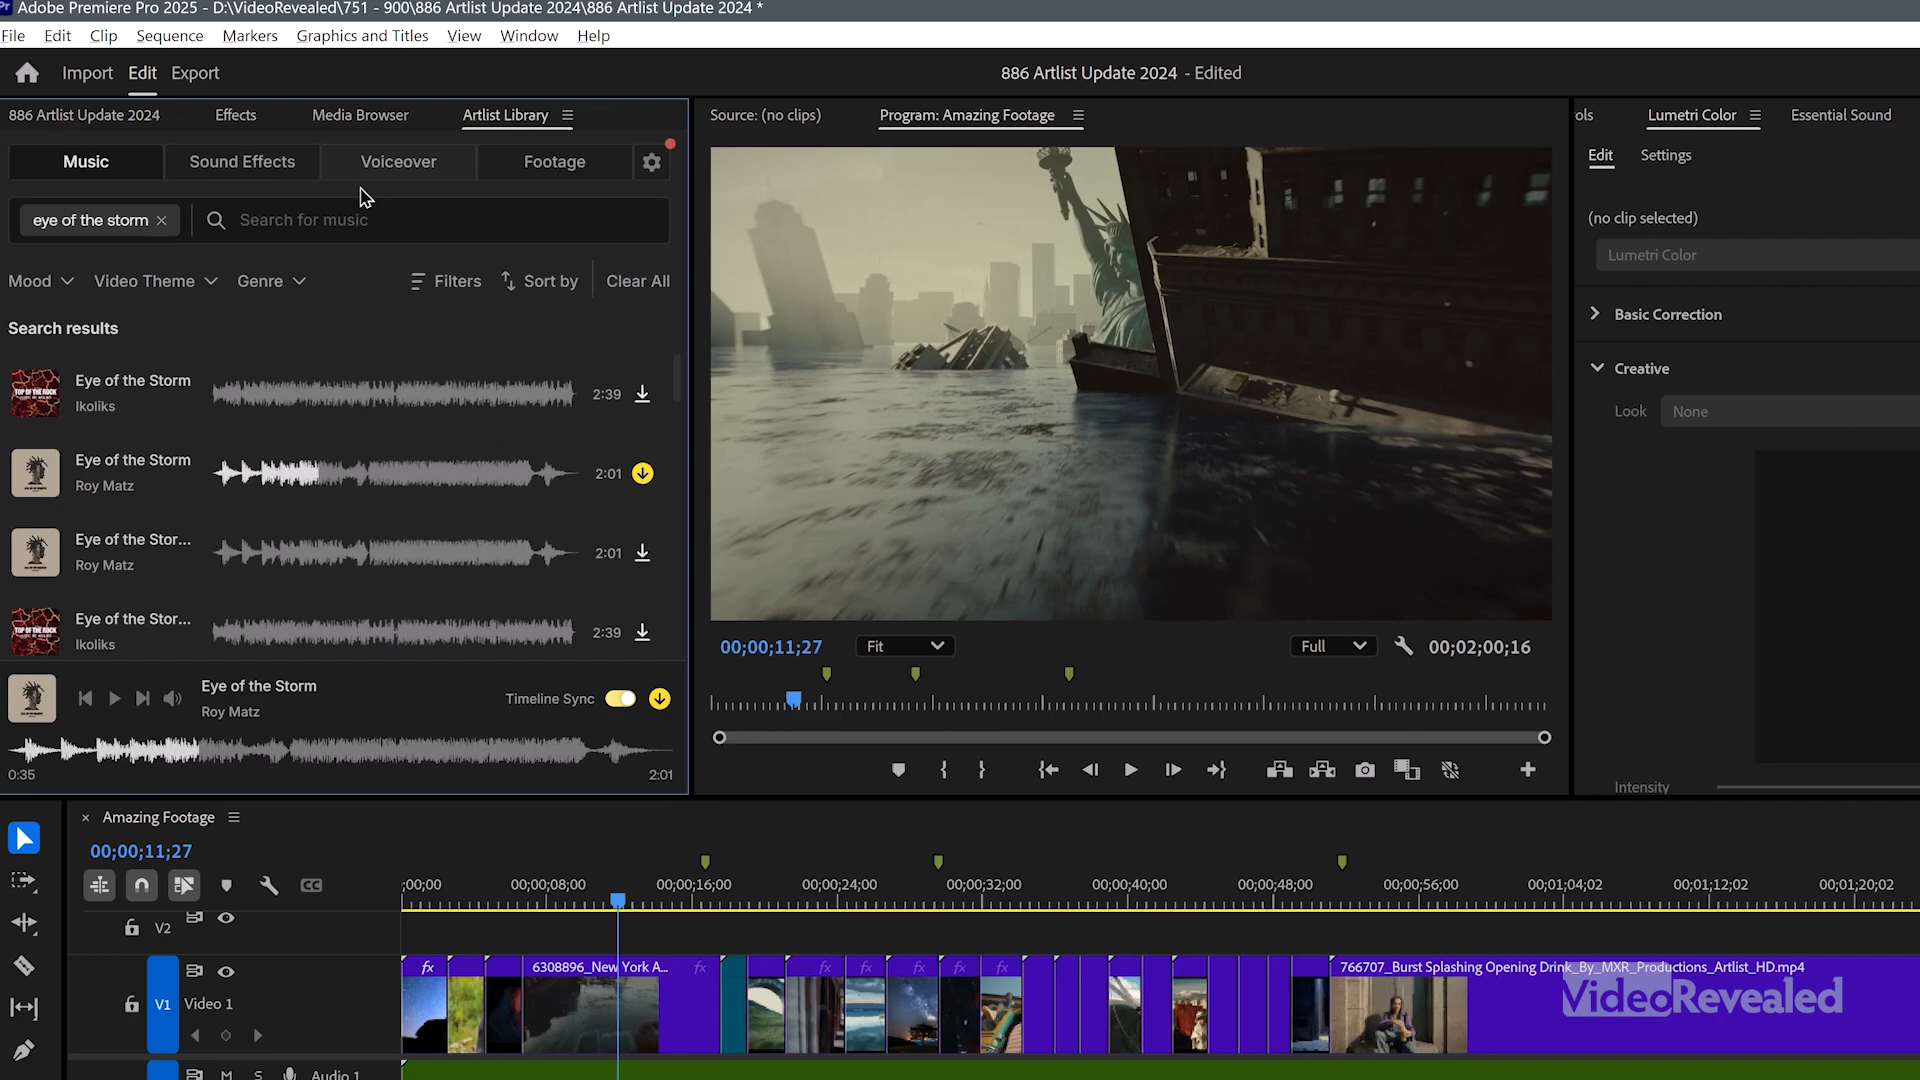 Adobe Premiere Pro 2025 - D:\VideoRevealed\751 - 900\886 Artlist Update 2024\886 Artlist Update 2024 *
File Edit Clip Sequence Markers Graphics and Titles View Window Help
Import Edit Export
886 Artlist Update 2024 - Edited
886 Artlist Update 2024 Effects Media Browser Artlist Library
Music Sound Effects Voiceover Footage
eye of the storm Search for music
Mood Video Theme Genre Filters Sort by Clear All
Search results
Eye of the Storm
Ikoliks
2:39
Eye of the Storm
Roy Matz
2:01
Eye of the Stor...
Roy Matz
2:01
Eye of the Stor...
Ikoliks
2:39
Eye of the Storm
Roy Matz
Timeline Sync
0:35 2:01
Source: (no clips) Program: Amazing Footage
00;00;11;27 Fit Full 00;02;00;16
ols Lumetri Color Essential Sound
Edit Settings
(no clip selected)
Lumetri Color
Basic Correction
Creative
Look None
Intensity
Amazing Footage
00;00;11;27
;00;00 00;00;08;00 00;00;16;00 00;00;24;00 00;00;32;00 00;00;40;00 00;00;48;00 00;00;56;00 00;01;04;02 00;01;12;02 00;01;20;02
V2
V1 Video 1
fx 6308896_New York A... fx fx fx fx fx fx 766707_Burst Splashing Opening Drink_By_MXR_Productions_Artlist_HD.mp4
VideoRevealed
M S Audio 1